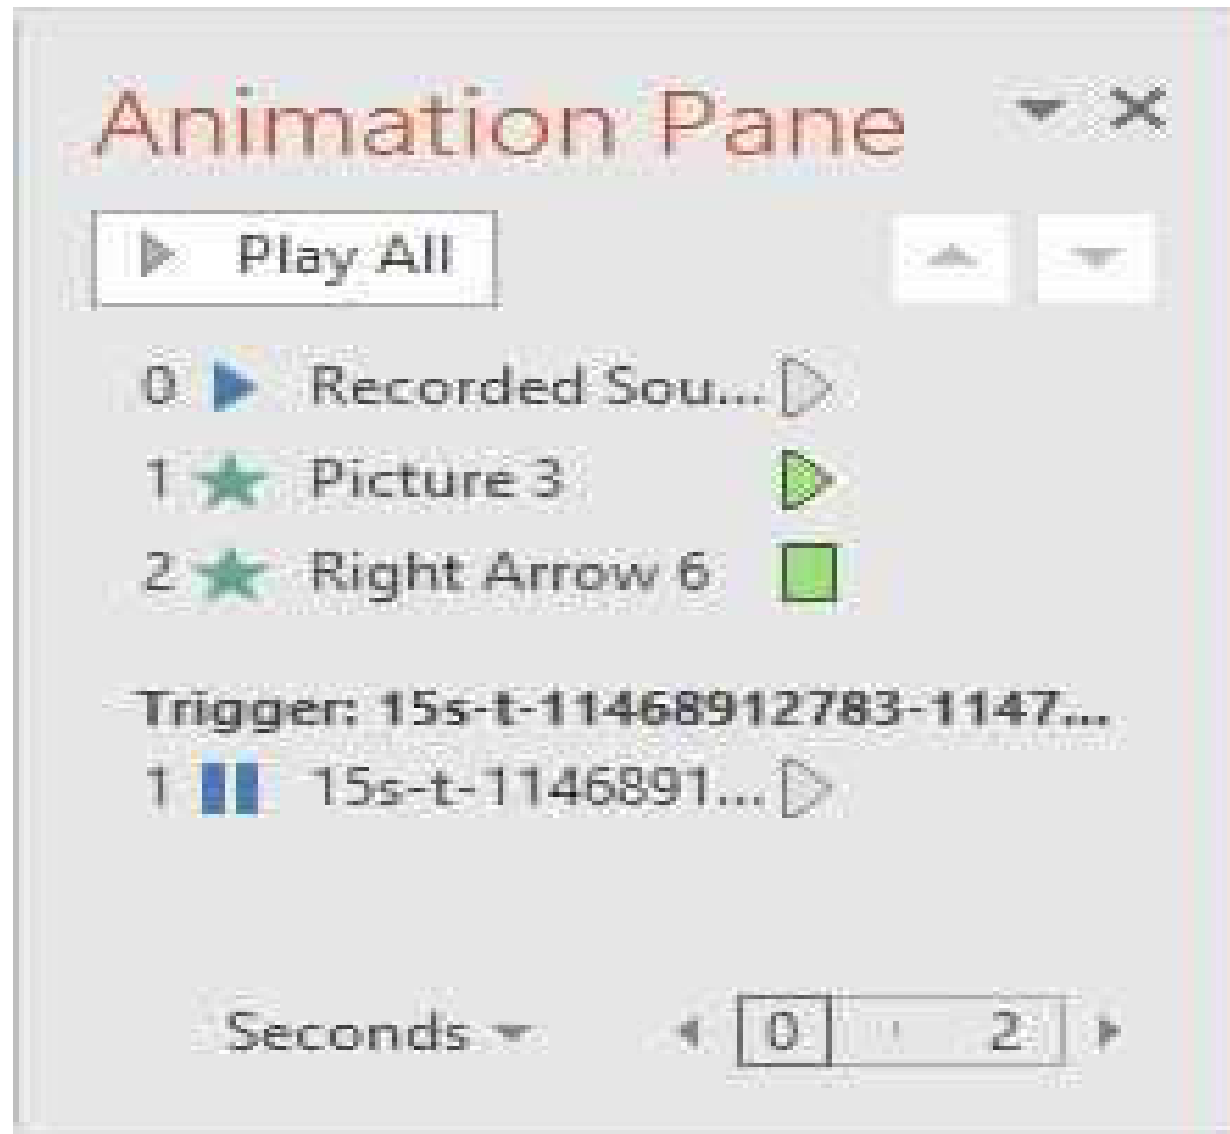 Animation Pane
Play All
0 Recorded Sou...
1 Picture 3
2 Right Arrow 6
Trigger: 15s-t-11468912783-1147...
1 15s-t-1146891...
Seconds 0 2